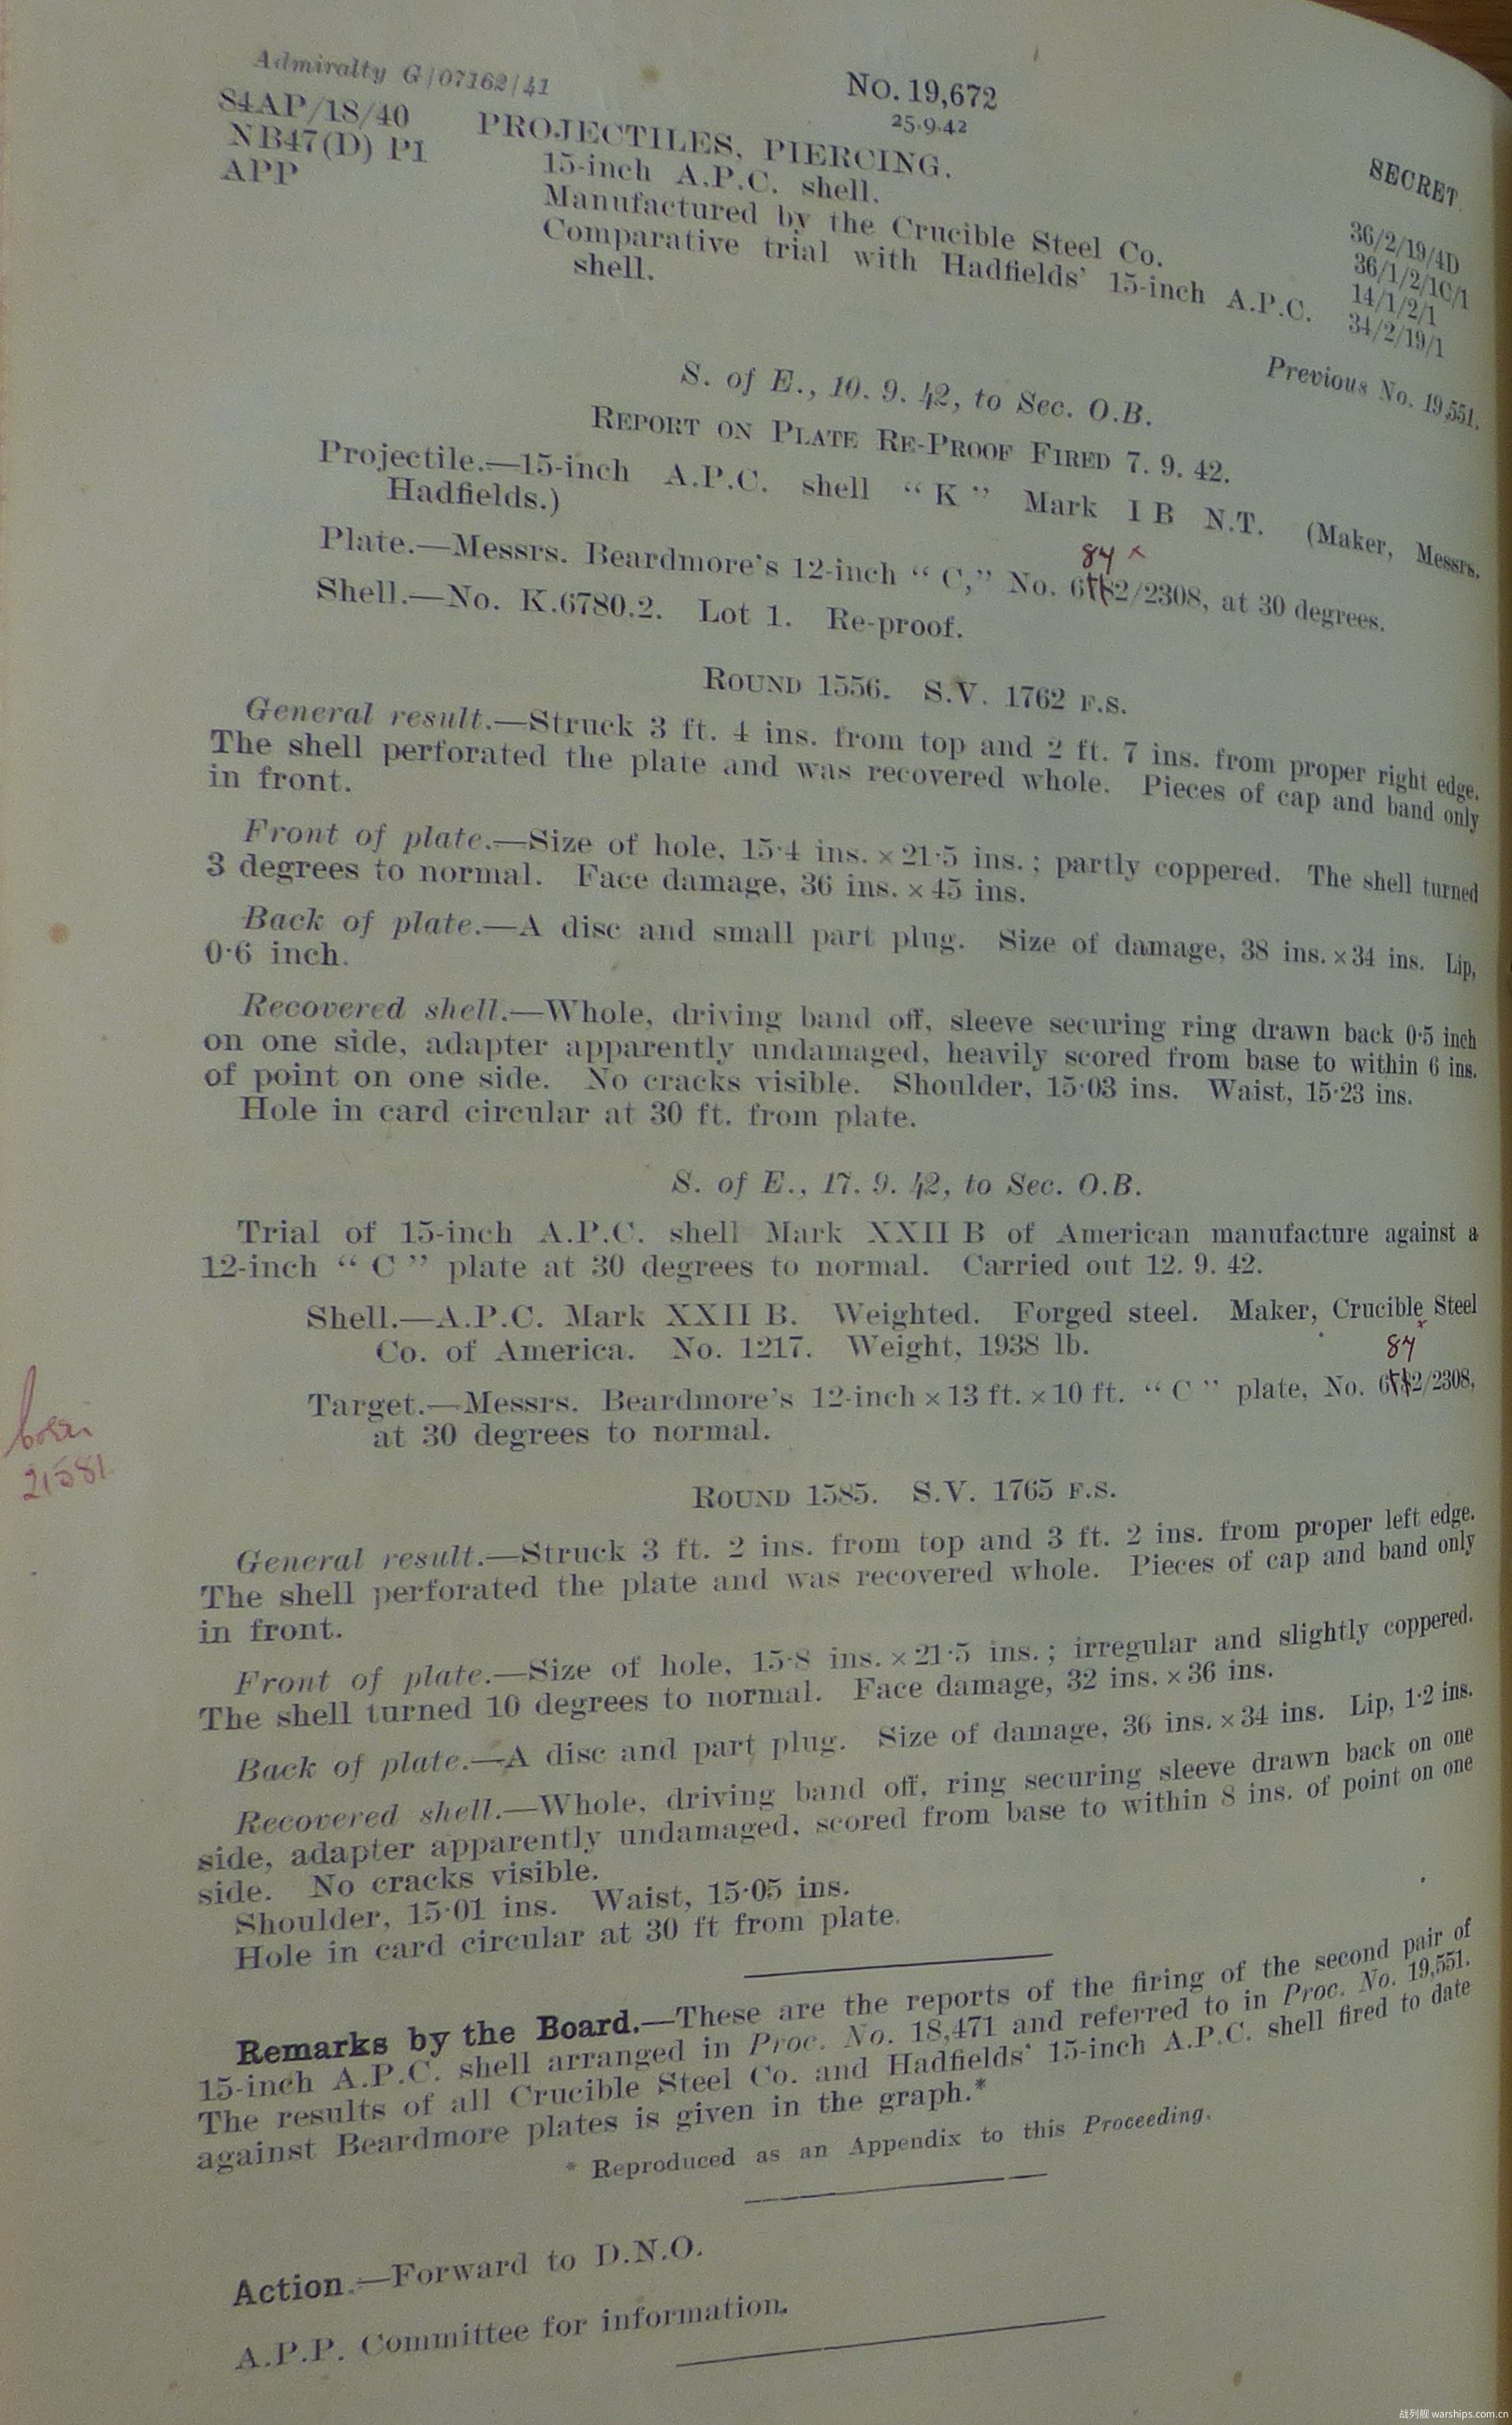 Admiralty G/07162/41
84AP/18/40
NB47(D) P1
APP
NO. 19,672
25.9.42
PROJECTILES, PIERCING.
15-inch A.P.C. shell.
Manufactured by the Crucible Steel Co.
Comparative trial with Hadfields' 15-inch A.P.C.
shell.
SECRET
36/2/19/4D
36/1/2/1C/1
14/1/2/1
34/2/19/1
Previous No. 19,551.
S. of E., 10. 9. 42, to Sec. O.B.
REPORT ON PLATE RE-PROOF FIRED 7. 9. 42.
Projectile.—15-inch A.P.C. shell “ K ” Mark I B N.T. (Maker, Messrs.
Hadfields.)
84 x
Plate.—Messrs. Beardmore's 12-inch “ C,” No. 2/2308, at 30 degrees.
Shell.—No. K.6780.2. Lot 1. Re-proof.
ROUND 1556. S.V. 1762 F.S.
General result.—Struck 3 ft. 4 ins. from top and 2 ft. 7 ins. from proper right edge.
The shell perforated the plate and was recovered whole. Pieces of cap and band only
in front.
Front of plate.—Size of hole, 15·4 ins. × 21·5 ins. ; partly coppered. The shell turned
3 degrees to normal. Face damage, 36 ins. × 45 ins.
Back of plate.—A disc and small part plug. Size of damage, 38 ins. × 34 ins. Lip,
0·6 inch.
Recovered shell.—Whole, driving band off, sleeve securing ring drawn back 0·5 inch
on one side, adapter apparently undamaged, heavily scored from base to within 6 ins.
of point on one side. No cracks visible. Shoulder, 15·03 ins. Waist, 15·23 ins.
Hole in card circular at 30 ft. from plate.
S. of E., 17. 9. 42, to Sec. O.B.
Trial of 15-inch A.P.C. shell Mark XXII B of American manufacture against a
12-inch “ C ” plate at 30 degrees to normal. Carried out 12. 9. 42.
Shell.—A.P.C. Mark XXII B. Weighted. Forged steel. Maker, Crucible Steel
Co. of America. No. 1217. Weight, 1938 lb.
x
84
Target.—Messrs. Beardmore's 12-inch × 13 ft. × 10 ft. “ C ” plate, No. 2/2308,
at 30 degrees to normal.
21581
ROUND 1585. S.V. 1765 F.S.
General result.—Struck 3 ft. 2 ins. from top and 3 ft. 2 ins. from proper left edge.
The shell perforated the plate and was recovered whole. Pieces of cap and band only
in front.
Front of plate.—Size of hole, 15·8 ins. × 21·5 ins. ; irregular and slightly coppered.
The shell turned 10 degrees to normal. Face damage, 32 ins. × 36 ins.
Back of plate.—A disc and part plug. Size of damage, 36 ins. × 34 ins. Lip, 1·2 ins.
Recovered shell.—Whole, driving band off, ring securing sleeve drawn back on one
side, adapter apparently undamaged, scored from base to within 8 ins. of point on one
side. No cracks visible.
Shoulder, 15·01 ins. Waist, 15·05 ins.
Hole in card circular at 30 ft from plate.
Remarks by the Board.—These are the reports of the firing of the second pair of
15-inch A.P.C. shell arranged in Proc. No. 18,471 and referred to in Proc. No. 19,551.
The results of all Crucible Steel Co. and Hadfields' 15-inch A.P.C. shell fired to date
against Beardmore plates is given in the graph.*
* Reproduced as an Appendix to this Proceeding.
Action.—Forward to D.N.O.
A.P.P. Committee for information.
战列舰 warships.com.cn